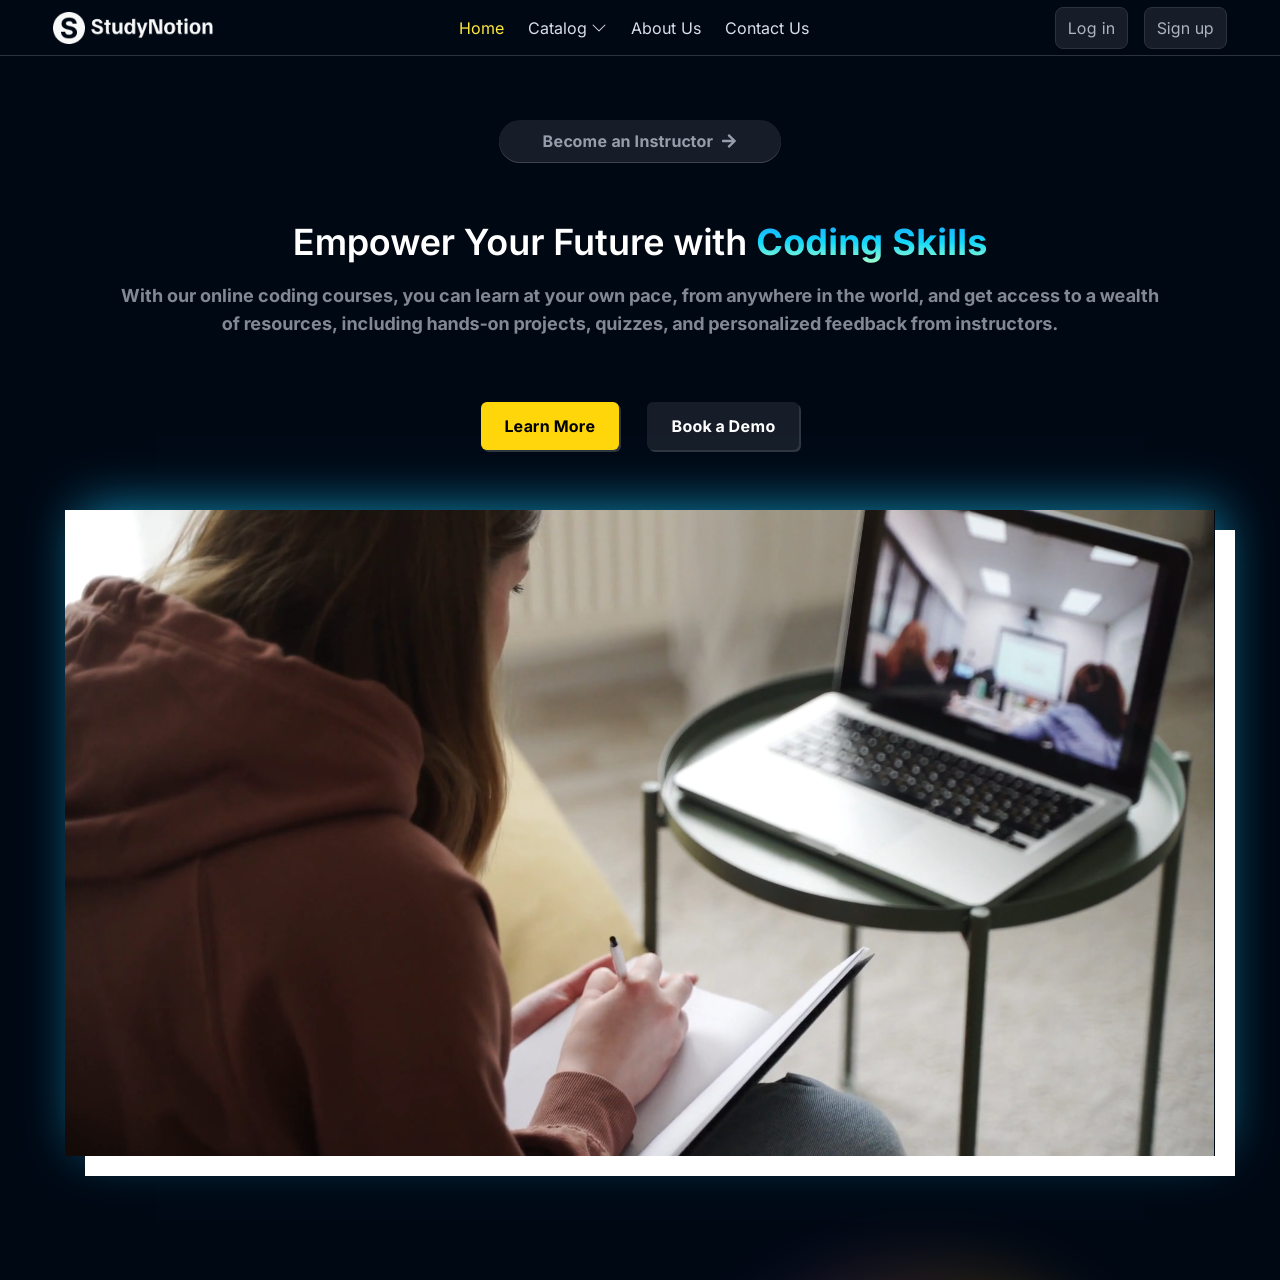 StudyNotion
Home Catalog About Us Contact Us
Log in Sign up
Become an Instructor
Empower Your Future with Coding Skills
With our online coding courses, you can learn at your own pace, from anywhere in the world, and get access to a wealth
of resources, including hands-on projects, quizzes, and personalized feedback from instructors.
Learn More Book a Demo